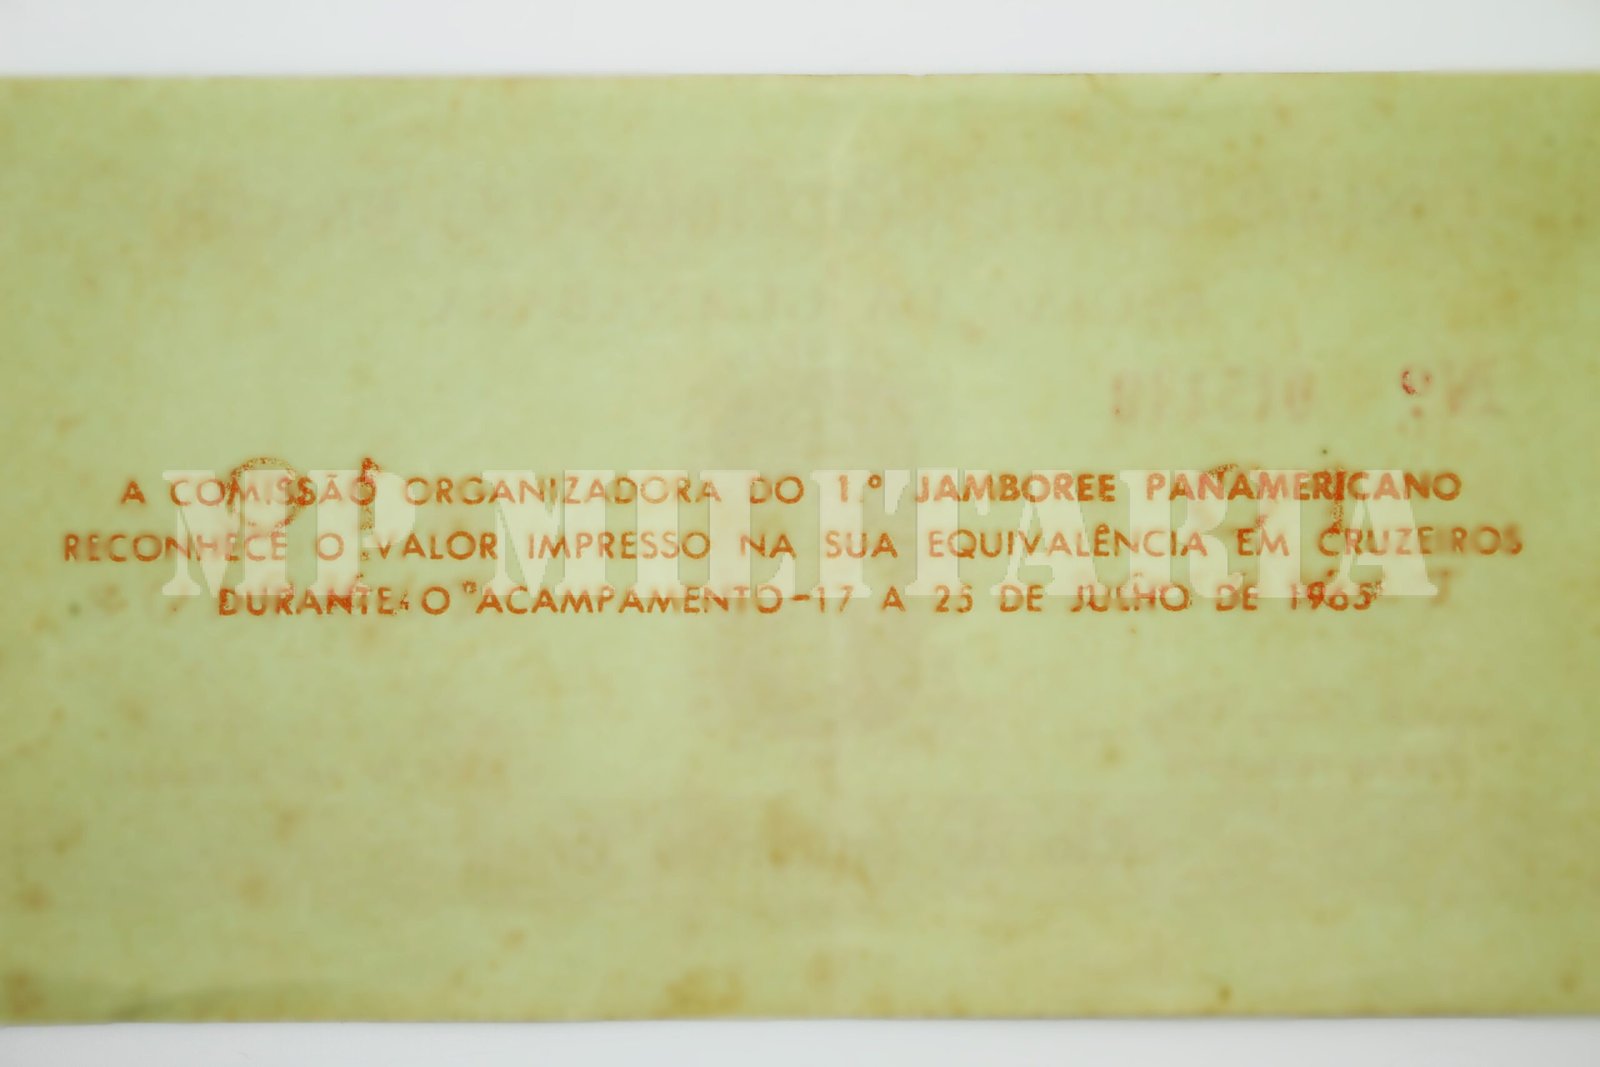 A COMISSÃO ORGANIZADORA DO 1.º JAMBOREE PANAMERICANO
RECONHECE O VALOR IMPRESSO NA SUA EQUIVALÊNCIA EM CRUZEIROS
DURANTE O "ACAMPAMENTO-17 A 25 DE JULHO DE 1965"
MP MILITARIA